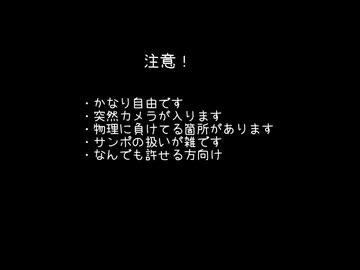 注意！
・かなり自由です
・突然カメラが入ります
・物理に負けてる箇所があります
・サンポの扱いが雑です
・なんでも許せる方向け